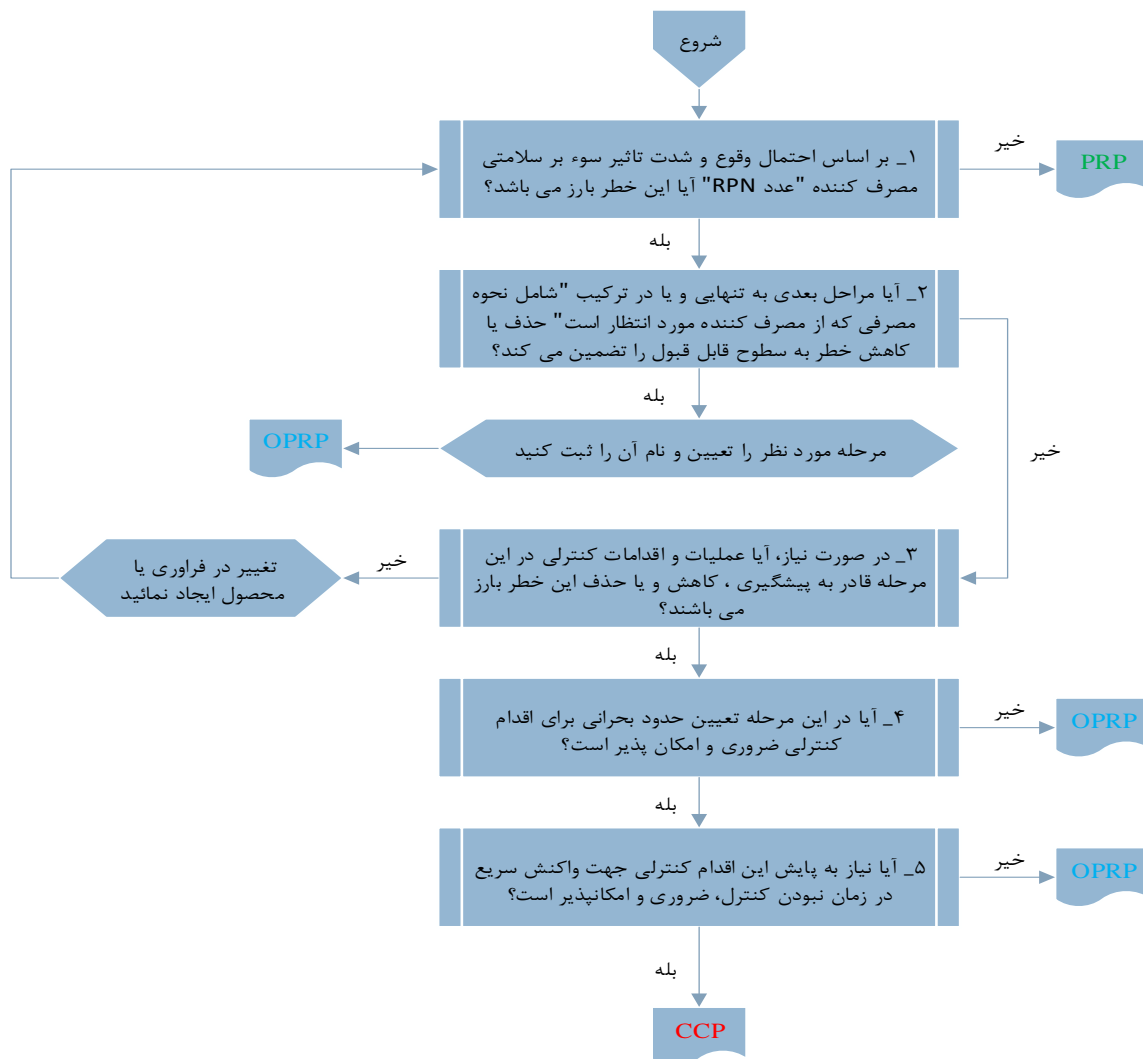 شروع
۱_ بر اساس احتمال وقوع و شدت تاثیر سوء بر سلامتی
مصرف کننده "عدد RPN" آیا این خطر بارز می باشد؟
خیر
PRP
بله
۲_ آیا مراحل بعدی به تنهایی و یا در ترکیب "شامل نحوه
مصرفی که از مصرف کننده مورد انتظار است" حذف یا
کاهش خطر به سطوح قابل قبول را تضمین می کند؟
بله
مرحله مورد نظر را تعیین و نام آن را ثبت کنید
OPRP
خیر
۳_ در صورت نیاز، آیا عملیات و اقدامات کنترلی در این
مرحله قادر به پیشگیری ، کاهش و یا حذف این خطر بارز
می باشند؟
خیر
تغییر در فراوری یا
محصول ایجاد نمائید
بله
۴_ آیا در این مرحله تعیین حدود بحرانی برای اقدام
کنترلی ضروری و امکان پذیر است؟
خیر
OPRP
بله
۵_ آیا نیاز به پایش این اقدام کنترلی جهت واکنش سریع
در زمان نبودن کنترل، ضروری و امکانپذیر است؟
خیر
OPRP
بله
CCP